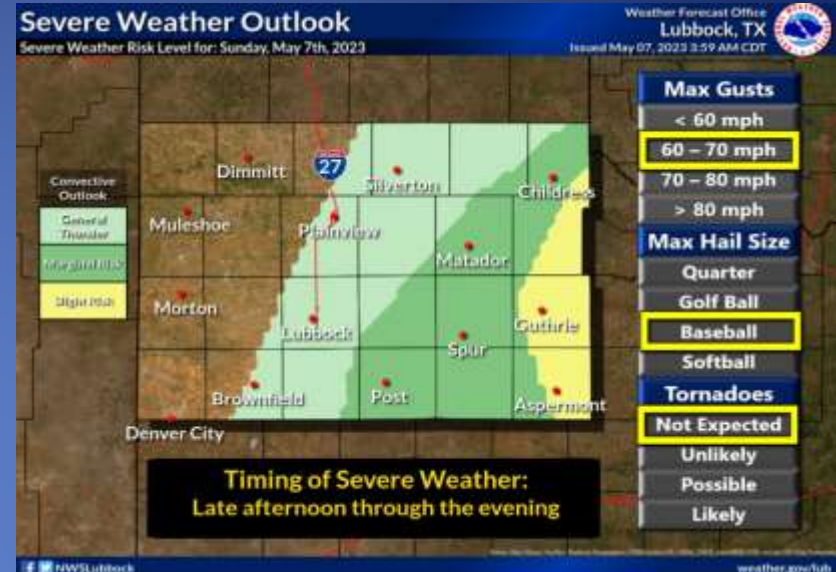 Severe Weather Outlook
Severe Weather Risk Level for: Sunday, May 7th, 2023
Weather Forecast Office
Lubbock, TX
Issued May 07, 2023 3:59 AM CDT
Convective
Outlook
General
Thunder
Marginal Risk
Slight Risk
Dimmitt
27
Silverton
Childress
Muleshoe
Plainview
Matador
Morton
Lubbock
Guthrie
Spur
Brownfield
Post
Aspermont
Denver City
Timing of Severe Weather:
Late afternoon through the evening
Max Gusts
< 60 mph
60 – 70 mph
70 – 80 mph
> 80 mph
Max Hail Size
Quarter
Golf Ball
Baseball
Softball
Tornadoes
Not Expected
Unlikely
Possible
Likely
NWSLubbock
weather.gov/lub